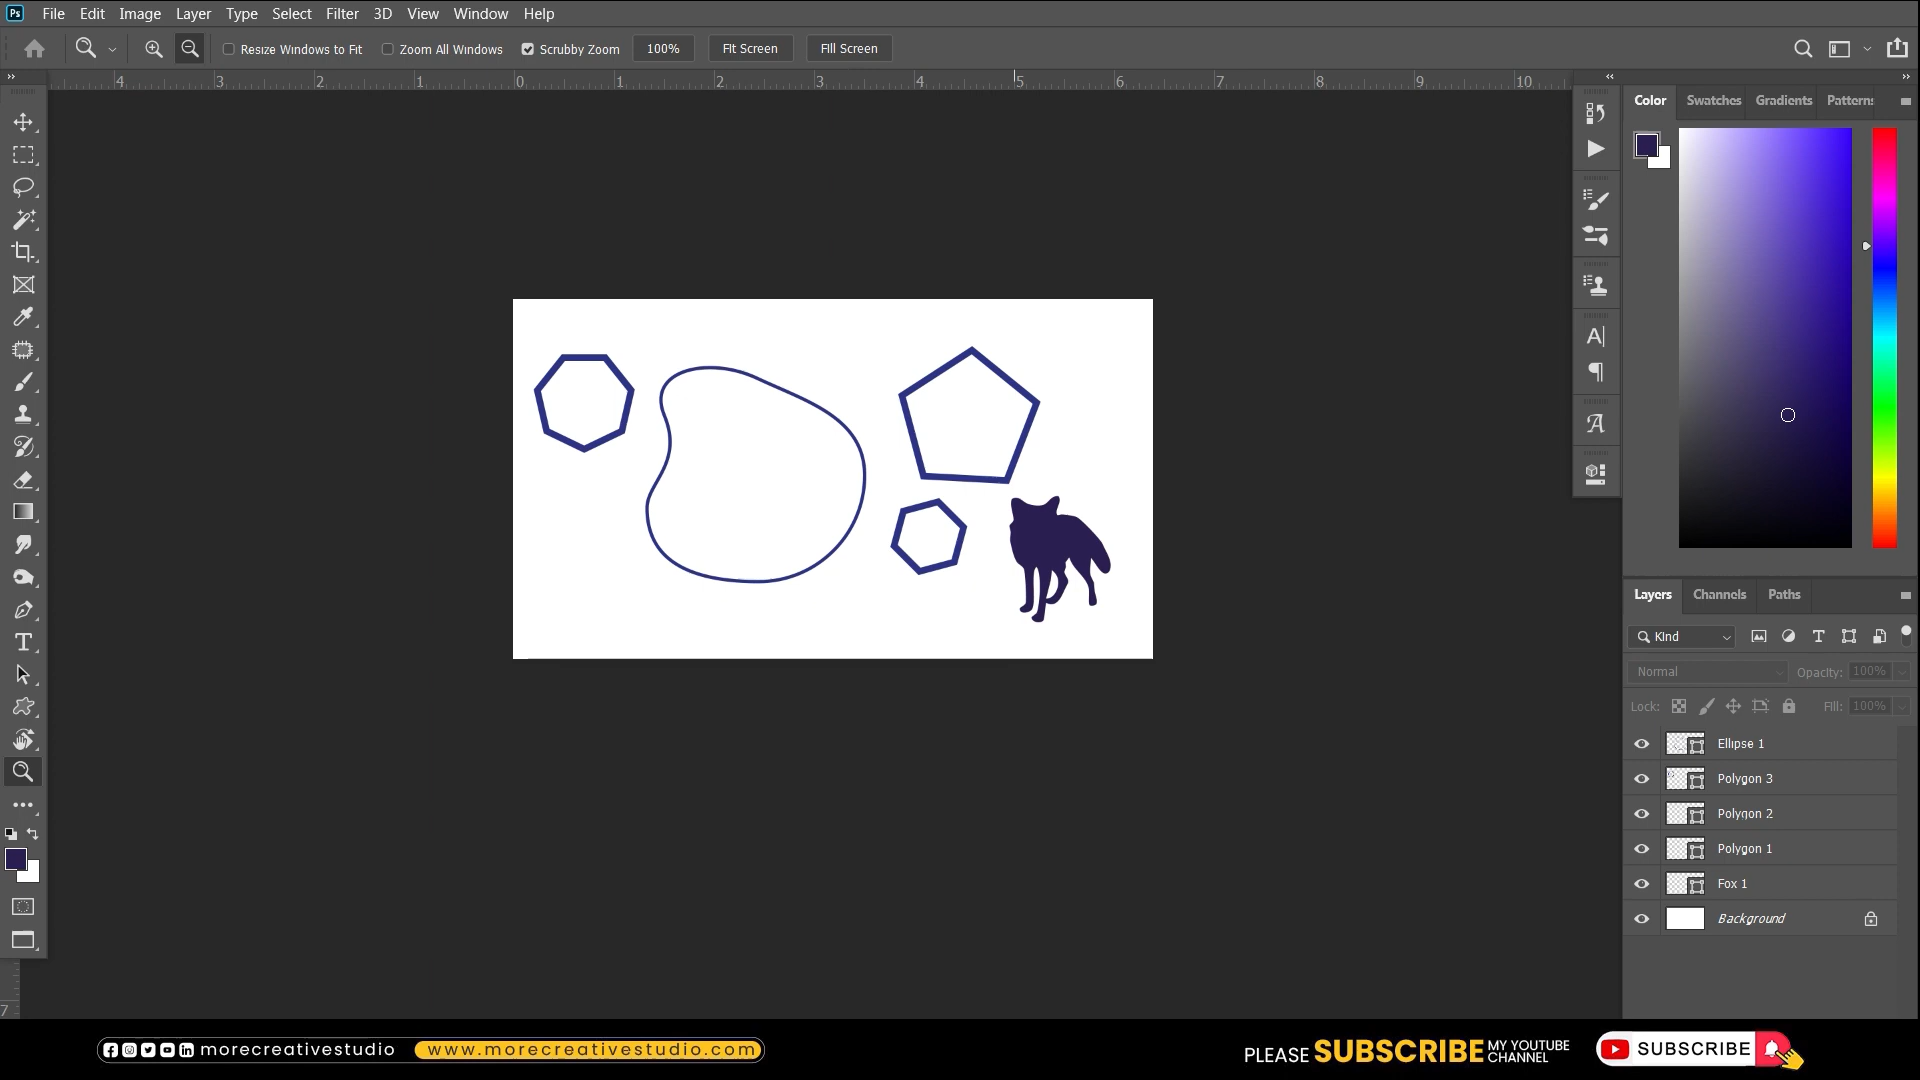 Ps File Edit Image Layer Type Select Filter 3D View Window Help
Resize Windows to Fit Zoom All Windows Scrubby Zoom 100% Fit Screen Fill Screen
4 3 2 1 0 1 2 3 4 5 6 7 8 9 10
Color Swatches Gradients Patterns
Layers Channels Paths
Kind
Normal Opacity: 100%
Lock: Fill: 100%
Ellipse 1
Polygon 3
Polygon 2
Polygon 1
Fox 1
Background
7
morecreativestudio www.morecreativestudio.com
PLEASE SUBSCRIBE MY YOUTUBE CHANNEL SUBSCRIBE